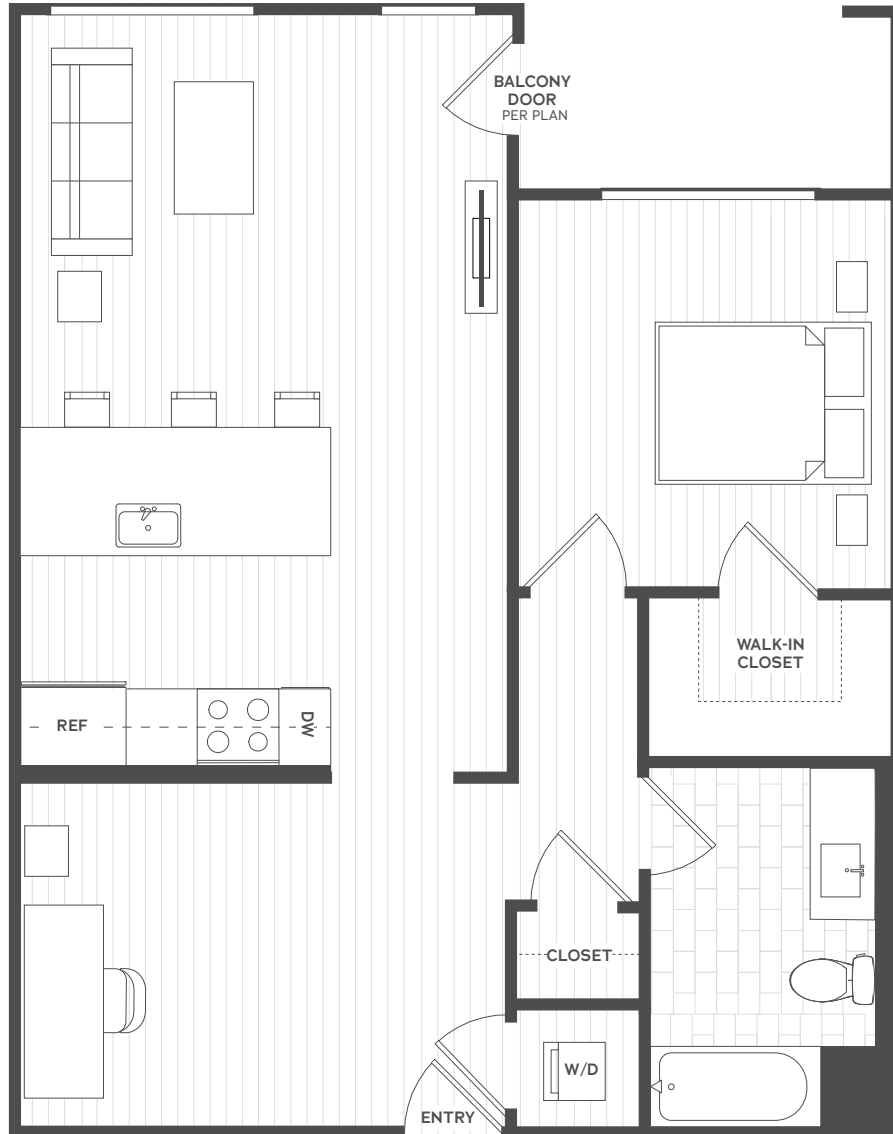 BALCONY
DOOR
PER PLAN
WALK-IN
CLOSET
REF
DW
CLOSET
W/D
ENTRY